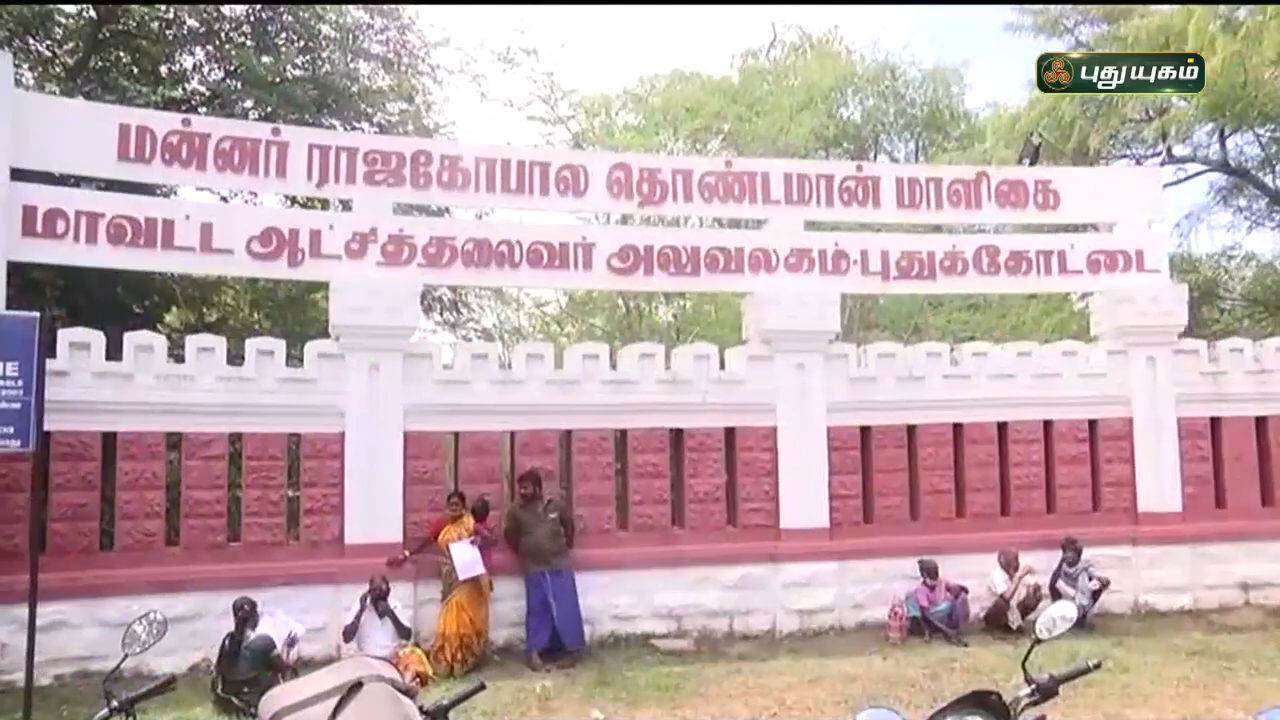 புதுயுகம்
மன்னர் ராஜகோபால தொண்டமான் மாளிகை
மாவட்ட ஆட்சித்தலைவர் அலுவலகம்-புதுக்கோட்டை